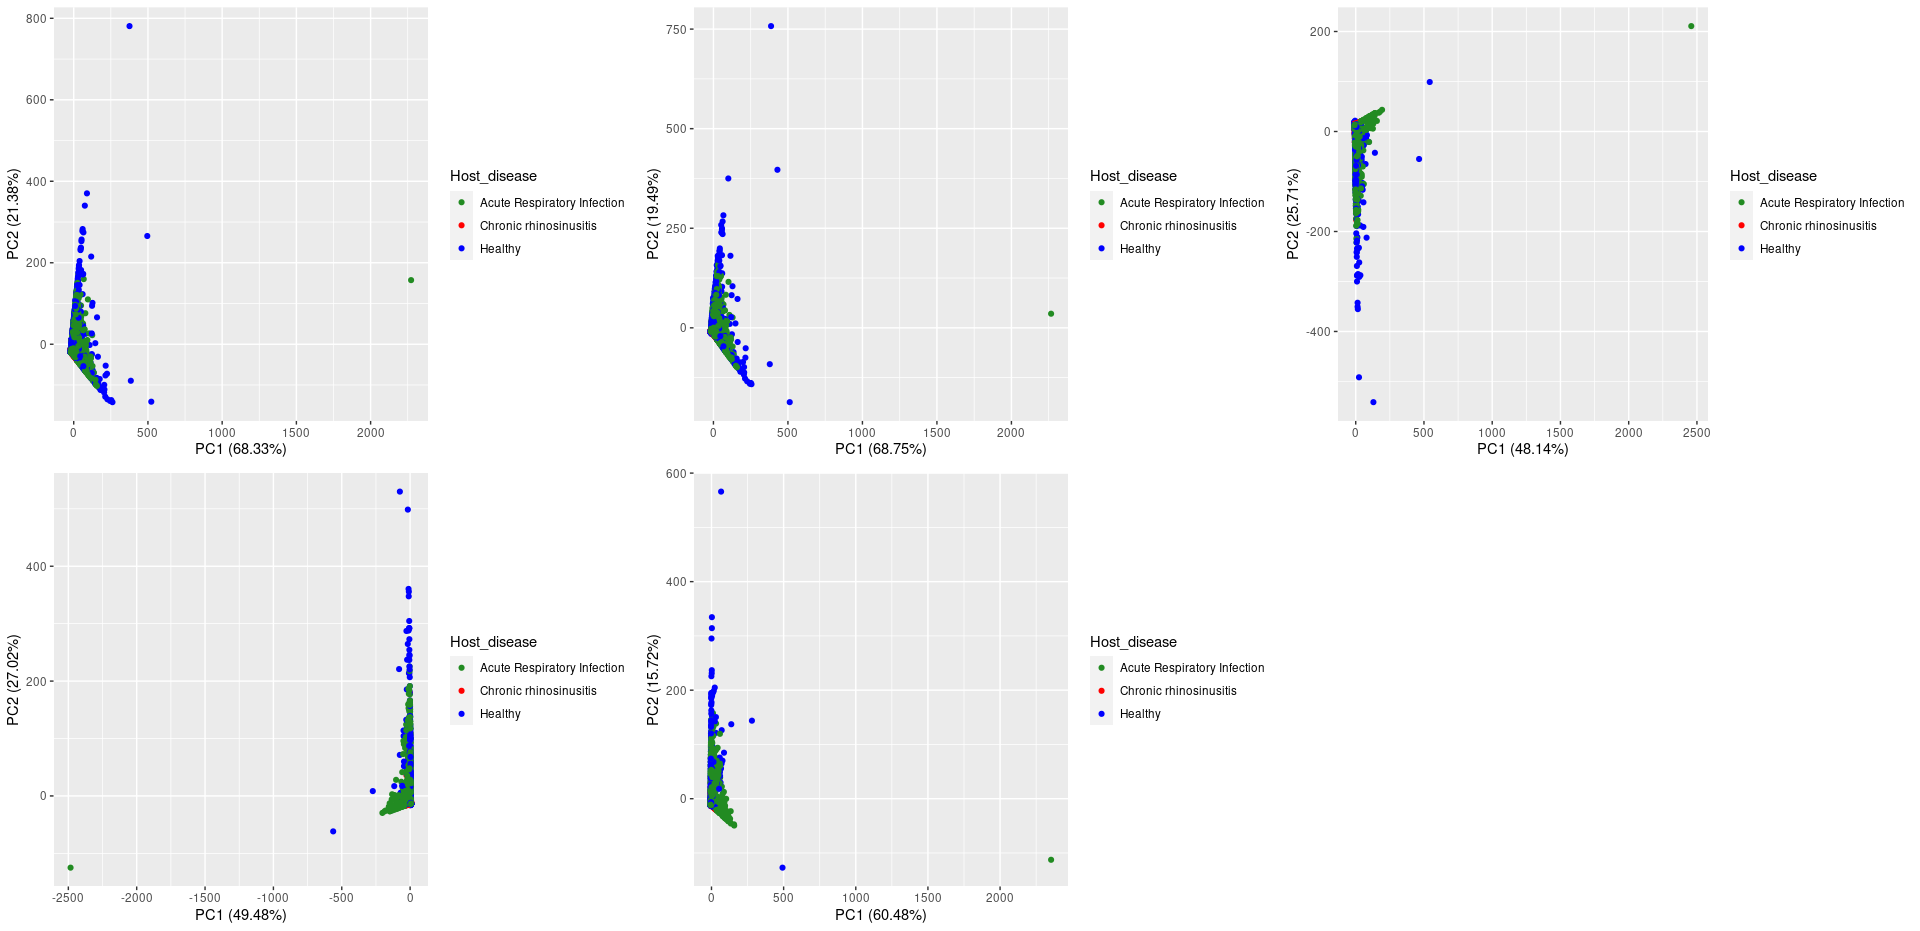 800
600
400
200
0
PC2 (21.38%)
0
500
1000
1500
2000
PC1 (68.33%)
Host_disease
Acute Respiratory Infection
Chronic rhinosinusitis
Healthy
750
500
250
0
PC2 (19.49%)
0
500
1000
1500
2000
PC1 (68.75%)
Host_disease
Acute Respiratory Infection
Chronic rhinosinusitis
Healthy
200
0
-200
-400
PC2 (25.71%)
0
500
1000
1500
2000
2500
PC1 (48.14%)
Host_disease
Acute Respiratory Infection
Chronic rhinosinusitis
Healthy
400
200
0
PC2 (27.02%)
-2500
-2000
-1500
-1000
-500
0
PC1 (49.48%)
Host_disease
Acute Respiratory Infection
Chronic rhinosinusitis
Healthy
600
400
200
0
PC2 (15.72%)
0
500
1000
1500
2000
PC1 (60.48%)
Host_disease
Acute Respiratory Infection
Chronic rhinosinusitis
Healthy